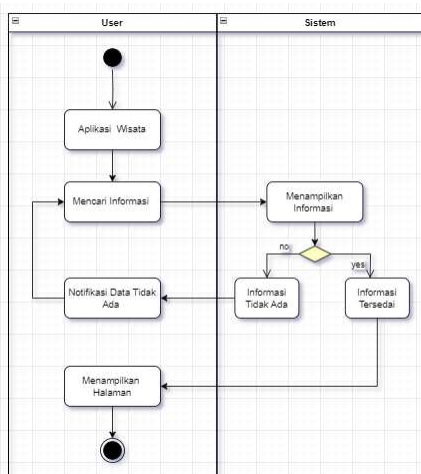 User
Sistem
Aplikasi Wisata
Mencari Informasi
Menampilkan
Informasi
no
yes
Notifikasi Data Tidak
Ada
Informasi
Tidak Ada
Informasi
Tersedai
Menampilkan
Halaman